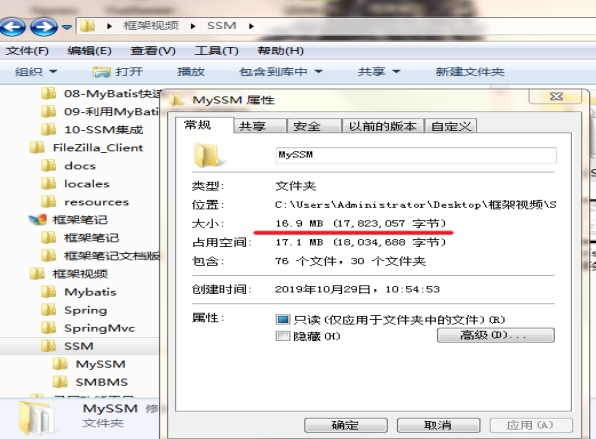 框架视频 ▸ SSM ▸
文件(F) 编辑(E) 查看(V) 工具(T) 帮助(H)
组织 打开 播放 包含到库中 共享 新建文件夹
08-MyBatis快速
09-利用MyBati
10-SSM集成
FileZilla_Client
docs
locales
resources
框架笔记
框架笔记
框架笔记文档版
框架视频
Mybatis
Spring
SpringMvc
SSM
MySSM
SMBMS
MySSM 修
文件夹
MySSM 属性
常规 共享 安全 以前的版本 自定义
MySSM
类型: 文件夹
位置: C:\Users\Administrator\Desktop\框架视频\S
大小: 16.9 MB (17,823,057 字节)
占用空间: 17.1 MB (18,034,688 字节)
包含: 76 个文件，30 个文件夹
创建时间: 2019年10月29日，10:54:53
属性: 只读(仅应用于文件夹中的文件)(R)
隐藏(H) 高级(D)...
确定 取消 应用(A)